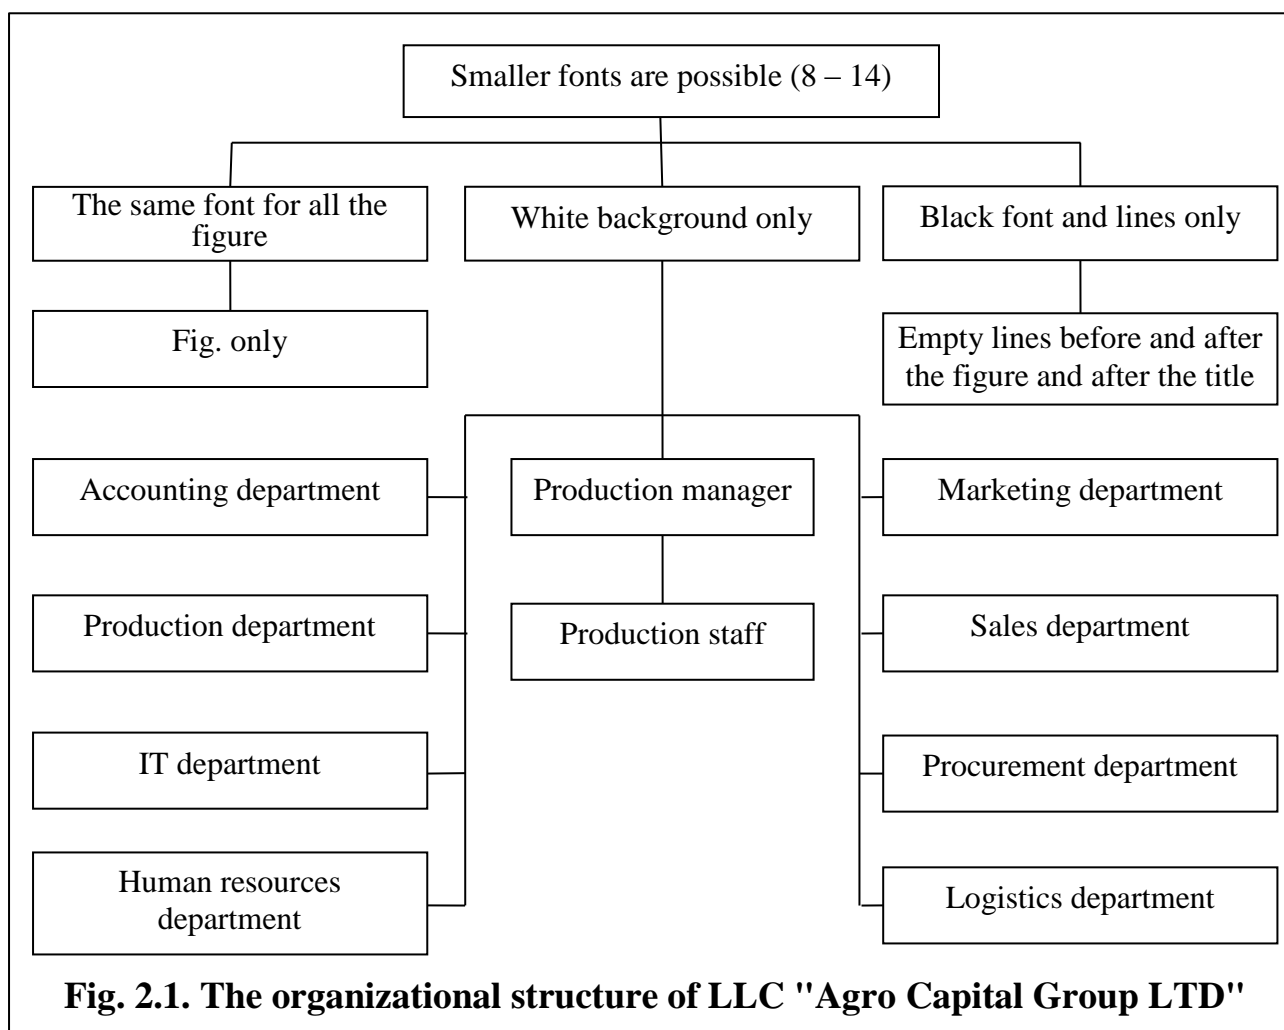 Smaller fonts are possible (8 – 14)
The same font for all the
figure
White background only
Black font and lines only
Fig. only
Empty lines before and after
the figure and after the title
Accounting department
Production manager
Marketing department
Production department
Production staff
Sales department
IT department
Procurement department
Human resources
department
Logistics department
Fig. 2.1. The organizational structure of LLC "Agro Capital Group LTD"